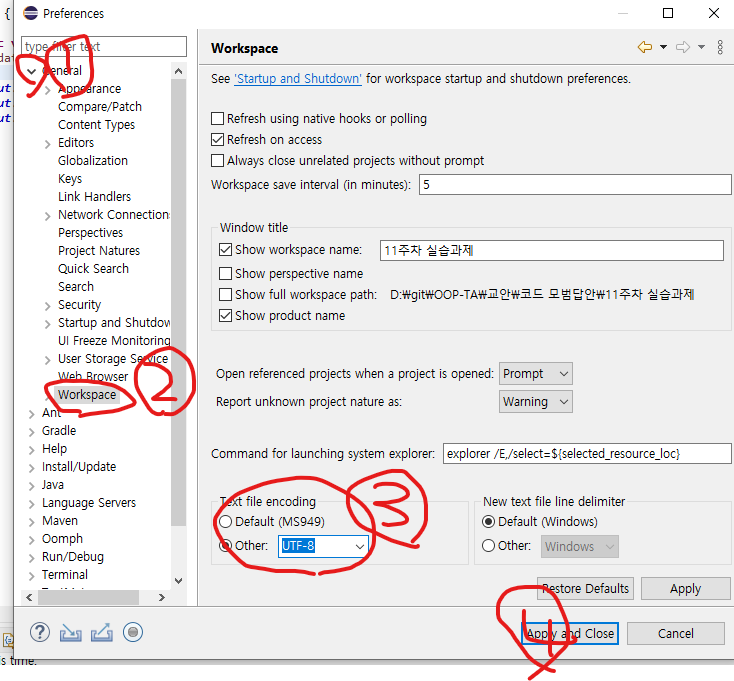 Preferences
type filter text
1
General
Appearance
Compare/Patch
Content Types
Editors
Globalization
Keys
Link Handlers
Network Connection
Perspectives
Project Natures
Quick Search
Search
Security
Startup and Shutdow
UI Freeze Monitoring
User Storage Service
Web Browser
Workspace
2
Ant
Gradle
Help
Install/Update
Java
Language Servers
Maven
Oomph
Run/Debug
Terminal
Workspace
See 'Startup and Shutdown' for workspace startup and shutdown preferences.
Refresh using native hooks or polling
Refresh on access
Always close unrelated projects without prompt
Workspace save interval (in minutes): 5
Window title
Show workspace name: 11주차 실습과제
Show perspective name
Show full workspace path: D:₩git₩OOP-TA₩교안₩코드 모범답안₩11주차 실습과제
Show product name
Open referenced projects when a project is opened: Prompt
Report unknown project nature as: Warning
Command for launching system explorer: explorer /E,/select=${selected_resource_loc}
Text file encoding
Default (MS949)
Other: UTF-8
3
New text file line delimiter
Default (Windows)
Other: Windows
Restore Defaults Apply
4
Apply and Close Cancel
s time.